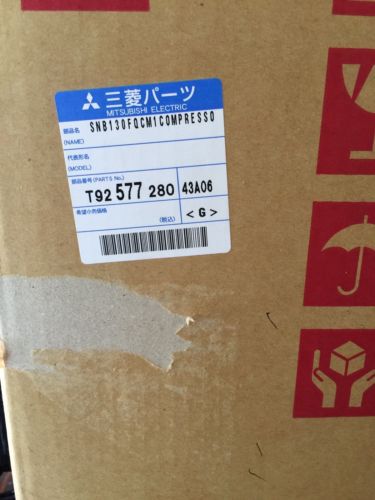 三菱パーツ
MITSUBISHI ELECTRIC
部品名 SNB130FQCM1COMPRESSO
(NAME)
代表形名
(MODEL)
部品番号(PARTS No.)
T92 577 280 43A06
希望小売価格 <G>
(税込)